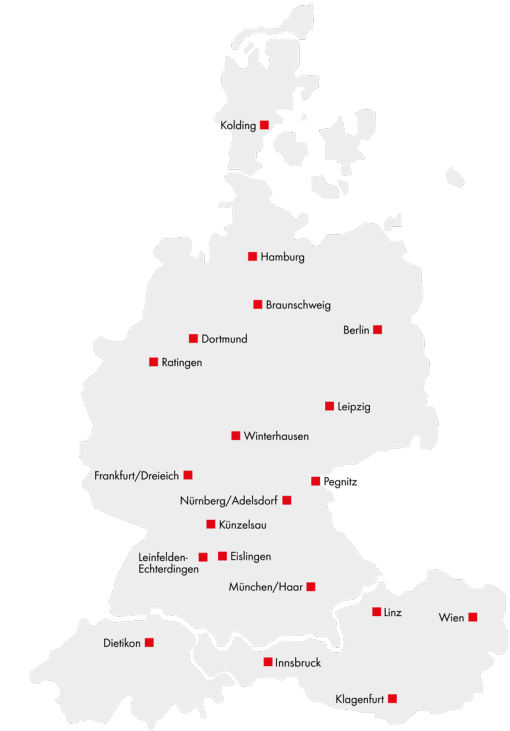 Kolding
Hamburg
Braunschweig
Berlin
Dortmund
Ratingen
Leipzig
Winterhausen
Frankfurt/Dreieich
Pegnitz
Nürnberg/Adelsdorf
Künzelsau
Leinfelden-
Echterdingen
Eislingen
München/Haar
Linz
Wien
Dietikon
Innsbruck
Klagenfurt